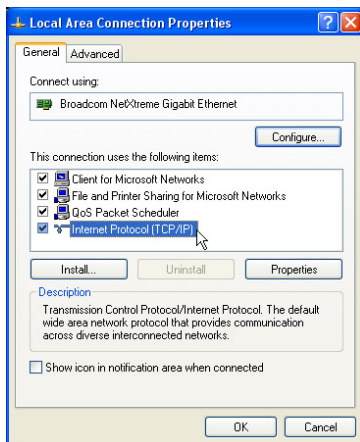 Local Area Connection Properties
General Advanced
Connect using:
Broadcom NetXtreme Gigabit Ethernet
Configure...
This connection uses the following items:
Client for Microsoft Networks
File and Printer Sharing for Microsoft Networks
QoS Packet Scheduler
Internet Protocol (TCP/IP)
Install... Uninstall Properties
Description
Transmission Control Protocol/Internet Protocol. The default
wide area network protocol that provides communication
across diverse interconnected networks.
Show icon in notification area when connected
OK Cancel